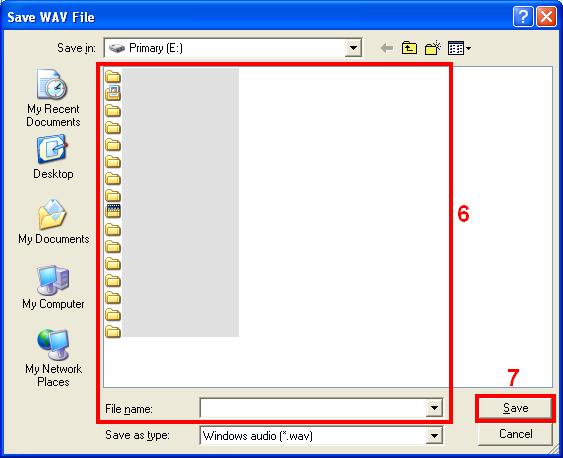 Save WAV File
Save in: Primary (E:)
My Recent
Documents
Desktop
My Documents
My Computer
My Network
Places
6
7
File name:
Save
Save as type: Windows audio (*.wav)
Cancel